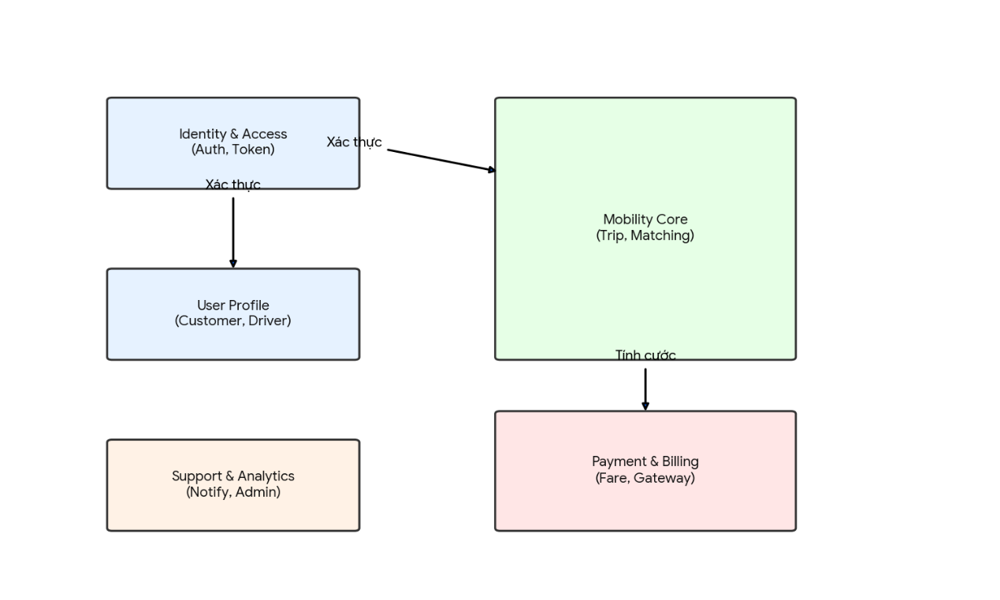 Identity & Access
(Auth, Token)
Xác thực
Xác thực
User Profile
(Customer, Driver)
Support & Analytics
(Notify, Admin)
Mobility Core
(Trip, Matching)
Tính cước
Payment & Billing
(Fare, Gateway)